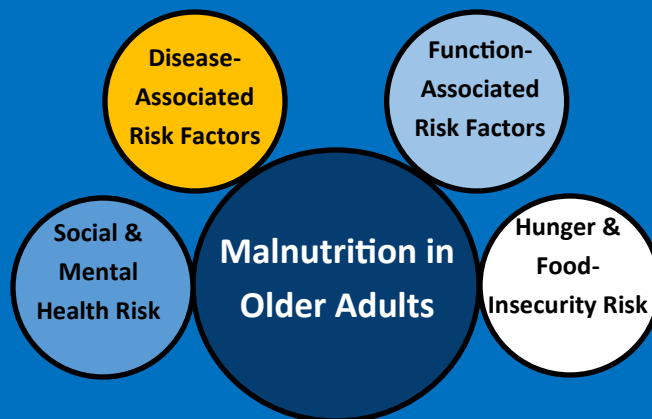 Disease-
Associated
Risk Factors
Function-
Associated
Risk Factors
Social &
Mental
Health Risk
Malnutrition in
Older Adults
Hunger &
Food-
Insecurity Risk